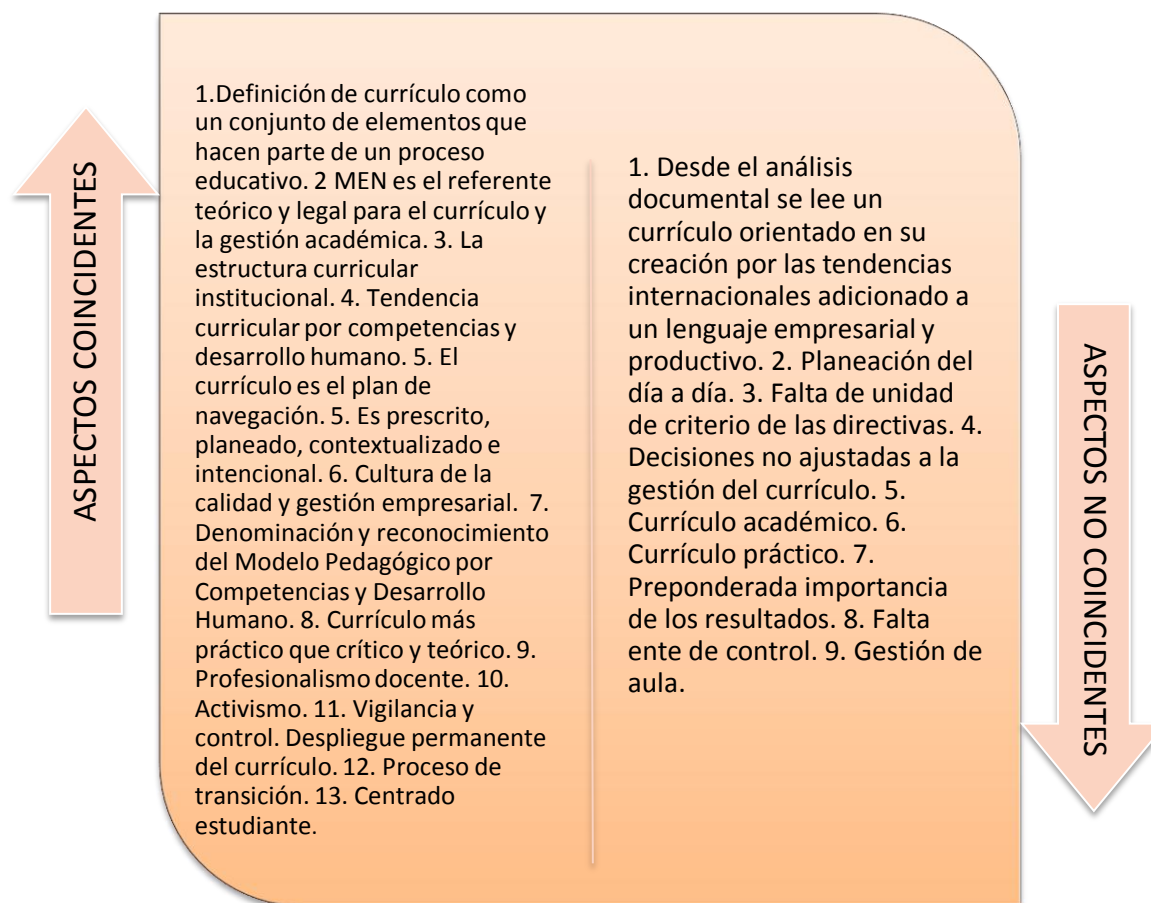 ASPECTOS COINCIDENTES
1.Definición de currículo como
un conjunto de elementos que
hacen parte de un proceso
educativo. 2 MEN es el referente
teórico y legal para el currículo y
la gestión académica. 3. La
estructura curricular
institucional. 4. Tendencia
curricular por competencias y
desarrollo humano. 5. El
currículo es el plan de
navegación. 5. Es prescrito,
planeado, contextualizado e
intencional. 6. Cultura de la
calidad y gestión empresarial. 7.
Denominación y reconocimiento
del Modelo Pedagógico por
Competencias y Desarrollo
Humano. 8. Currículo más
práctico que crítico y teórico. 9.
Profesionalismo docente. 10.
Activismo. 11. Vigilancia y
control. Despliegue permanente
del currículo. 12. Proceso de
transición. 13. Centrado
estudiante.
1. Desde el análisis
documental se lee un
currículo orientado en su
creación por las tendencias
internacionales adicionado a
un lenguaje empresarial y
productivo. 2. Planeación del
día a día. 3. Falta de unidad
de criterio de las directivas. 4.
Decisiones no ajustadas a la
gestión del currículo. 5.
Currículo académico. 6.
Currículo práctico. 7.
Preponderada importancia
de los resultados. 8. Falta
ente de control. 9. Gestión de
aula.
ASPECTOS NO COINCIDENTES